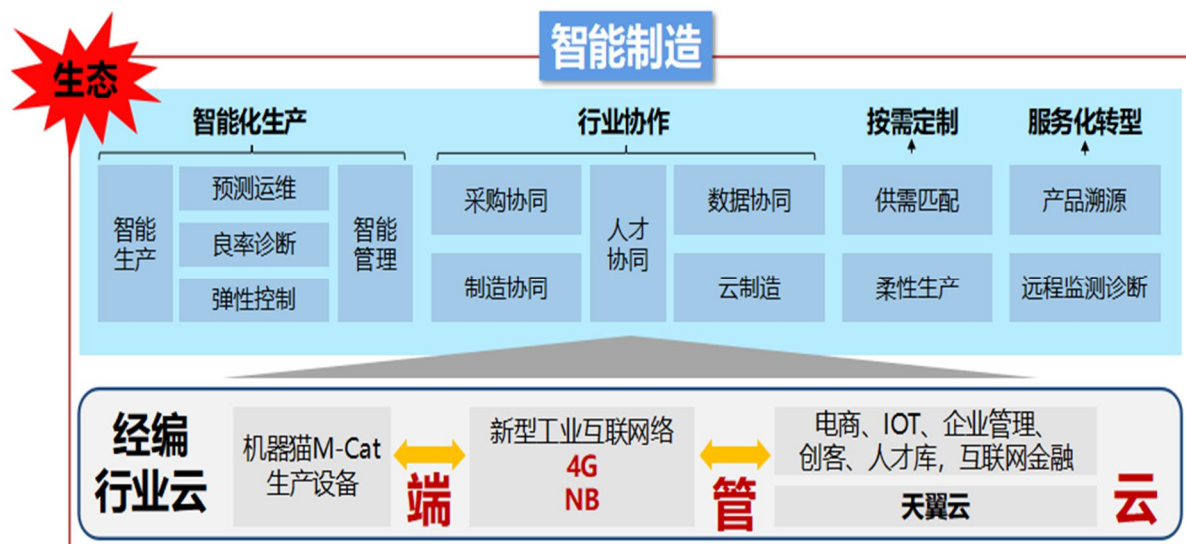 智能制造
生态
智能化生产
行业协作
按需定制
服务化转型
智能
生产
预测运维
良率诊断
弹性控制
智能
管理
采购协同
制造协同
人才
协同
数据协同
云制造
供需匹配
柔性生产
产品溯源
远程监测诊断
经编
行业云
机器猫M-Cat
生产设备
端
新型工业互联网络
4G
NB
管
电商、IOT、企业管理、
创客、人才库，互联网金融
天翼云
云